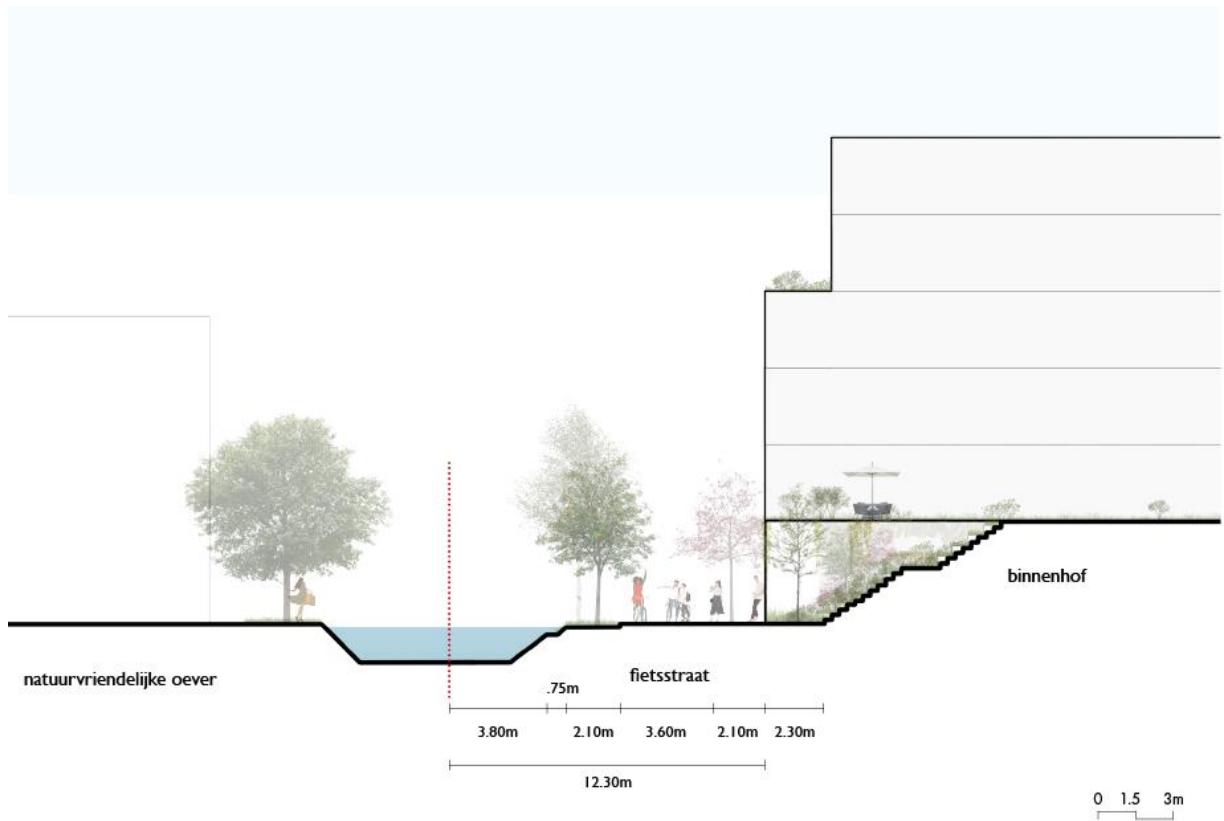 binnenhof
natuurvriendelijke oever
fietsstraat
.75m
3.80m 2.10m 3.60m 2.10m 2.30m
12.30m
0 1.5 3m